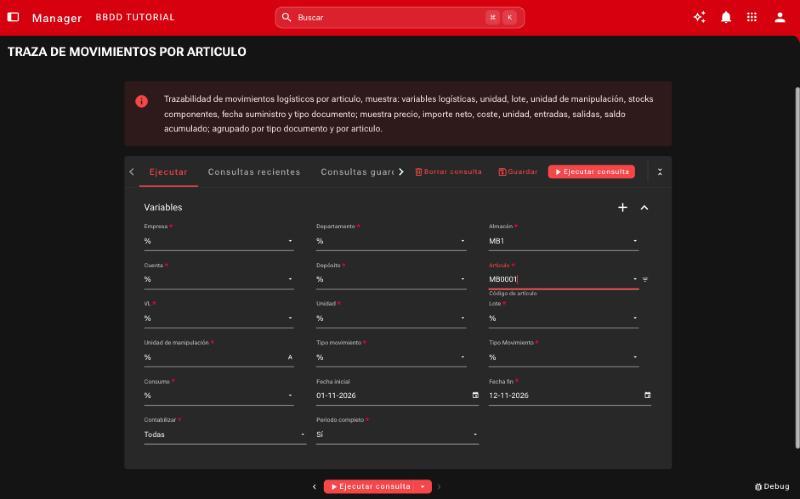 Manager
BBDD TUTORIAL
Buscar
⌘ K
TRAZA DE MOVIMIENTOS POR ARTICULO
Trazabilidad de movimientos logísticos por articulo, muestra: variables logísticas, unidad, lote, unidad de manipulación, stocks
componentes, fecha suministro y tipo documento; muestra precio, importe neto, coste, unidad, entradas, salidas, saldo
acumulado; agrupado por tipo documento y por articulo.
Ejecutar
Consultas recientes
Consultas guar
Borrar consulta
Guardar
Ejecutar consulta
Variables
Empresa * Departamento * Almacén *
% % MB1
Cuenta * Depósito * Artículo *
% % MB0001
Código de artículo
VL * Unidad * Lote *
% % %
Unidad de manipulación * Tipo movimiento * Tipo Movimiento *
% A % %
Consumo * Fecha inicial Fecha fin *
% 01-11-2026 12-11-2026
Contabilizar * Periodo completo *
Todas Sí
Ejecutar consulta
Debug